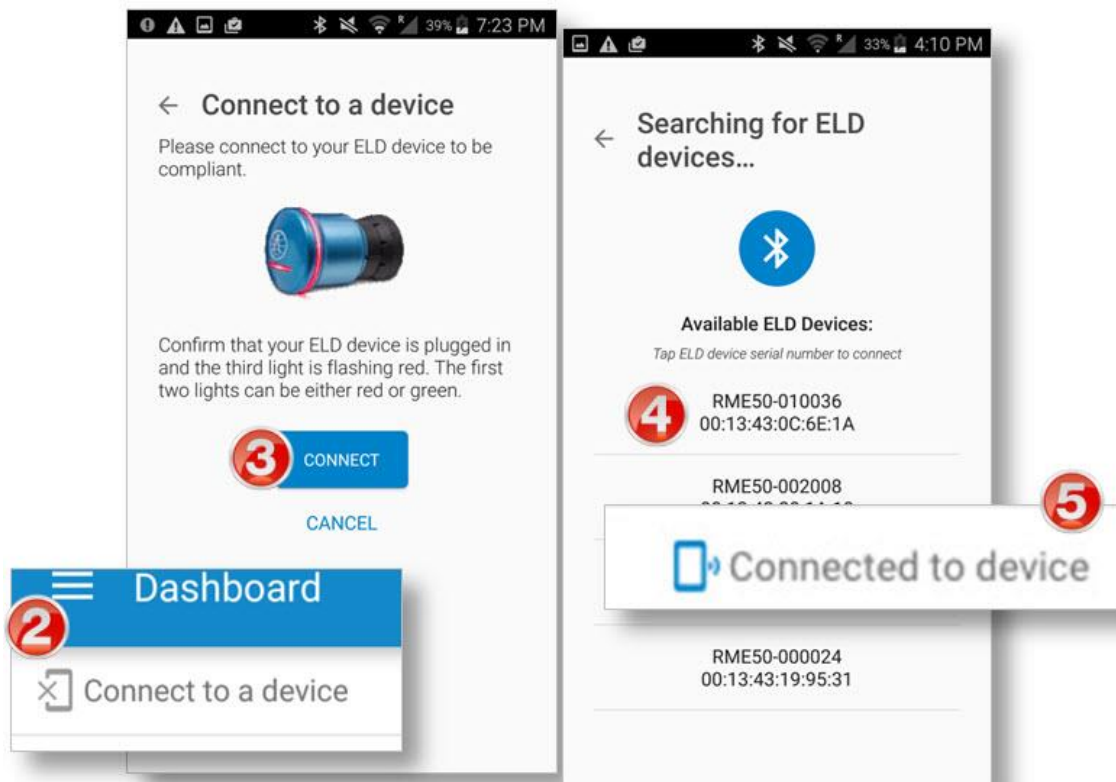 39% 7:23 PM
Connect to a device
Please connect to your ELD device to be
compliant.
Confirm that your ELD device is plugged in
and the third light is flashing red. The first
two lights can be either red or green.
3
CONNECT
CANCEL
2
Dashboard
Connect to a device
R 33% 4:10 PM
Searching for ELD
devices...
Available ELD Devices:
Tap ELD device serial number to connect
4
RME50-010036
00:13:43:0C:6E:1A
RME50-002008
5
Connected to device
RME50-000024
00:13:43:19:95:31